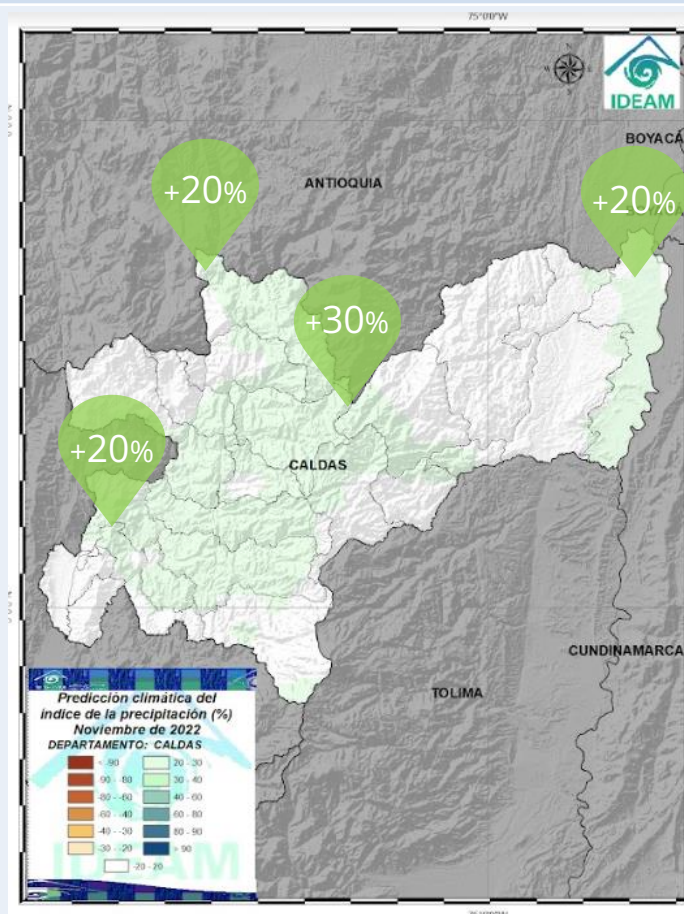 75°00'W
IDEAM
BOYACÁ
ANTIOQUIA
+20%
+20%
+30%
+20%
CALDAS
CUNDINAMARCA
TOLIMA
Predicción climática del
índice de la precipitación (%)
Noviembre de 2022
DEPARTAMENTO: CALDAS
< -90
20 - 30
30 - 40
-80 - -60
40 - 60
-60 - -40
60 - 80
-40 - -30
80 - 90
-30 - -20
> 90
-20 - 20
IDEAM